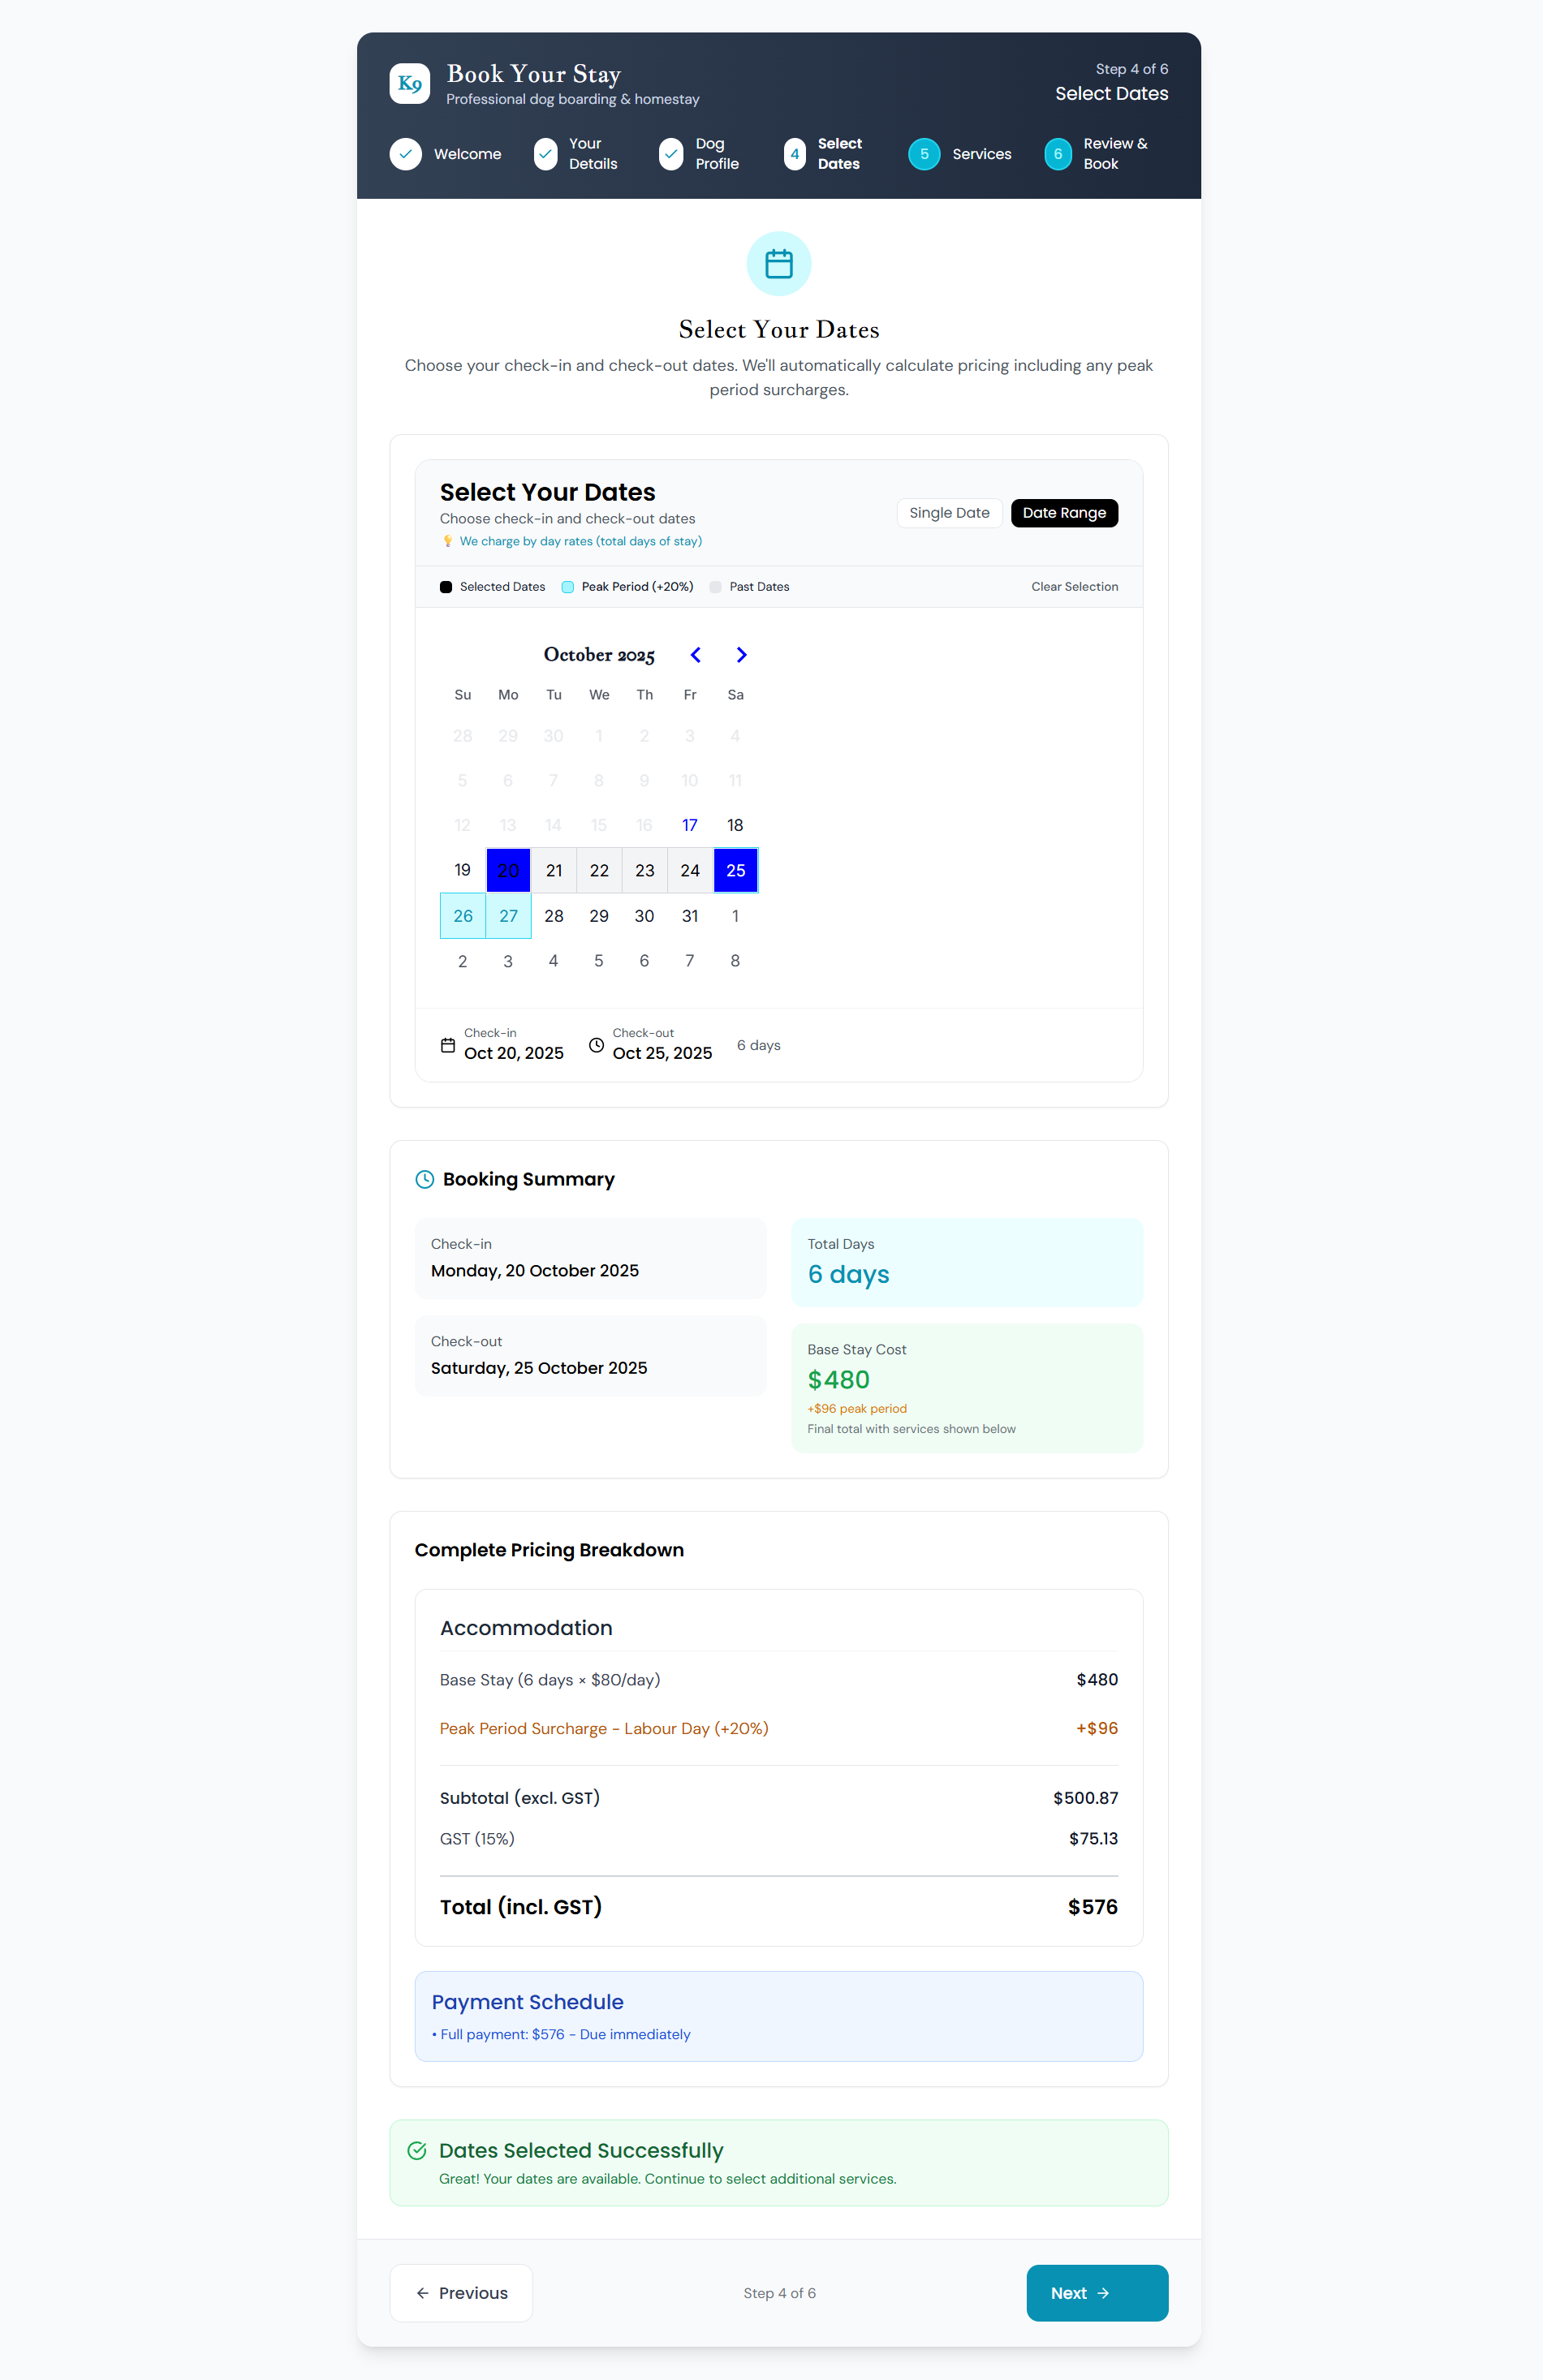 K9
Book Your Stay
Professional dog boarding & homestay
Step 4 of 6
Select Dates
Welcome
Your Details
Dog Profile
4
Select Dates
5
Services
6
Review & Book
Select Your Dates
Choose your check-in and check-out dates. We'll automatically calculate pricing including any peak
period surcharges.
Select Your Dates
Choose check-in and check-out dates
💡 We charge by day rates (total days of stay)
Single Date
Date Range
Selected Dates
Peak Period (+20%)
Past Dates
Clear Selection
October 2025
Su Mo Tu We Th Fr Sa
28 29 30 1 2 3 4
5 6 7 8 9 10 11
12 13 14 15 16 17 18
19 20 21 22 23 24 25
26 27 28 29 30 31 1
2 3 4 5 6 7 8
Check-in
Oct 20, 2025
Check-out
Oct 25, 2025
6 days
Booking Summary
Check-in
Monday, 20 October 2025
Check-out
Saturday, 25 October 2025
Total Days
6 days
Base Stay Cost
$480
+$96 peak period
Final total with services shown below
Complete Pricing Breakdown
Accommodation
Base Stay (6 days × $80/day) $480
Peak Period Surcharge - Labour Day (+20%) +$96
Subtotal (excl. GST) $500.87
GST (15%) $75.13
Total (incl. GST) $576
Payment Schedule
• Full payment: $576 - Due immediately
Dates Selected Successfully
Great! Your dates are available. Continue to select additional services.
← Previous
Step 4 of 6
Next →